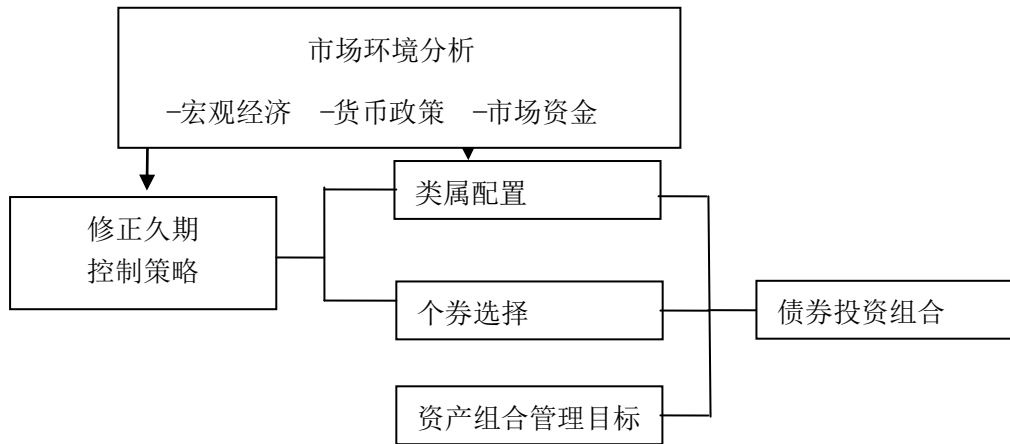 市场环境分析
−宏观经济 −货币政策 −市场资金
类属配置
修正久期
控制策略
个券选择
债券投资组合
资产组合管理目标